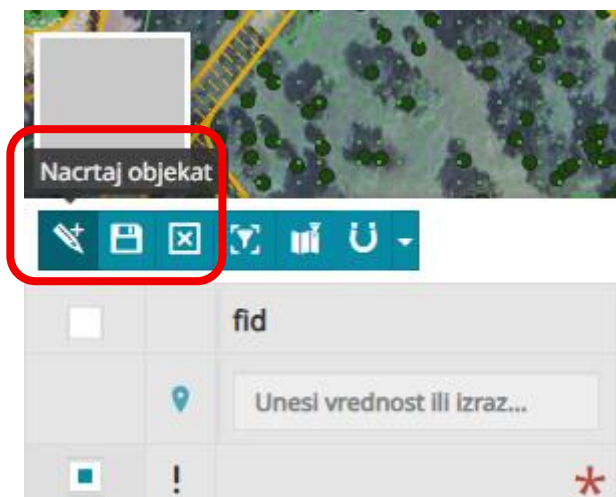 Nacrtaj objekat
fid
Unesi vrednost ili izraz...
!
*